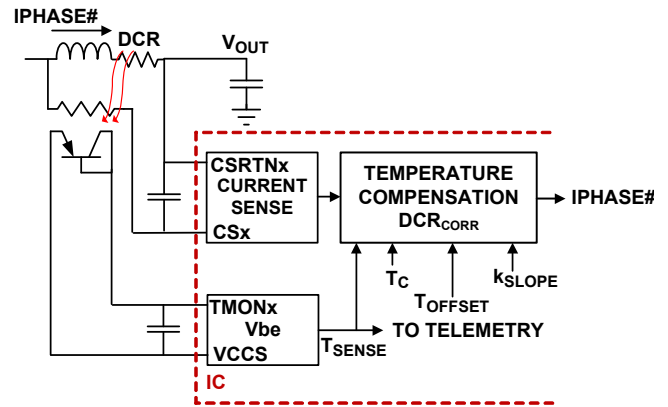 IPHASE#
DCR
VOUT
CSRTNx
CURRENT
SENSE
CSx
TEMPERATURE
COMPENSATION
DCRCORR
IPHASE#
TC
TOFFSET
kSLOPE
TMONx
Vbe
VCCS
TSENSE
TO TELEMETRY
IC